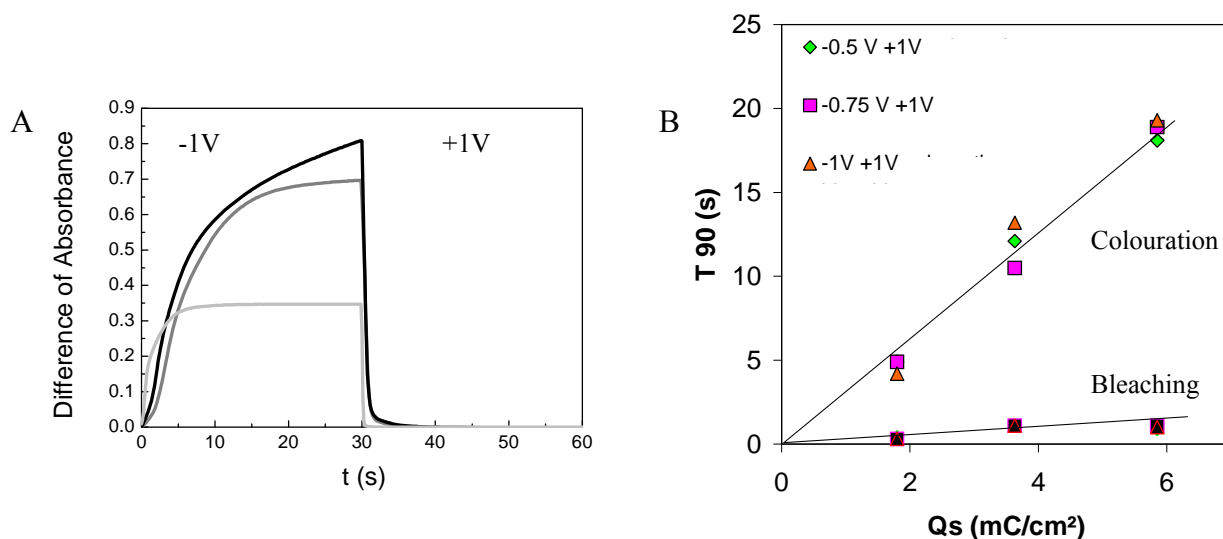 A
-1V
+1V
Difference of Absorbance
0.9
0.8
0.7
0.6
0.5
0.4
0.3
0.2
0.1
0.0
0 10 20 30 40 50 60
t (s)
B
T 90 (s)
25
20
15
10
5
0
-0.5 V +1V
-0.75 V +1V
-1V +1V
Colouration
Bleaching
0 2 4 6
Qs (mC/cm²)